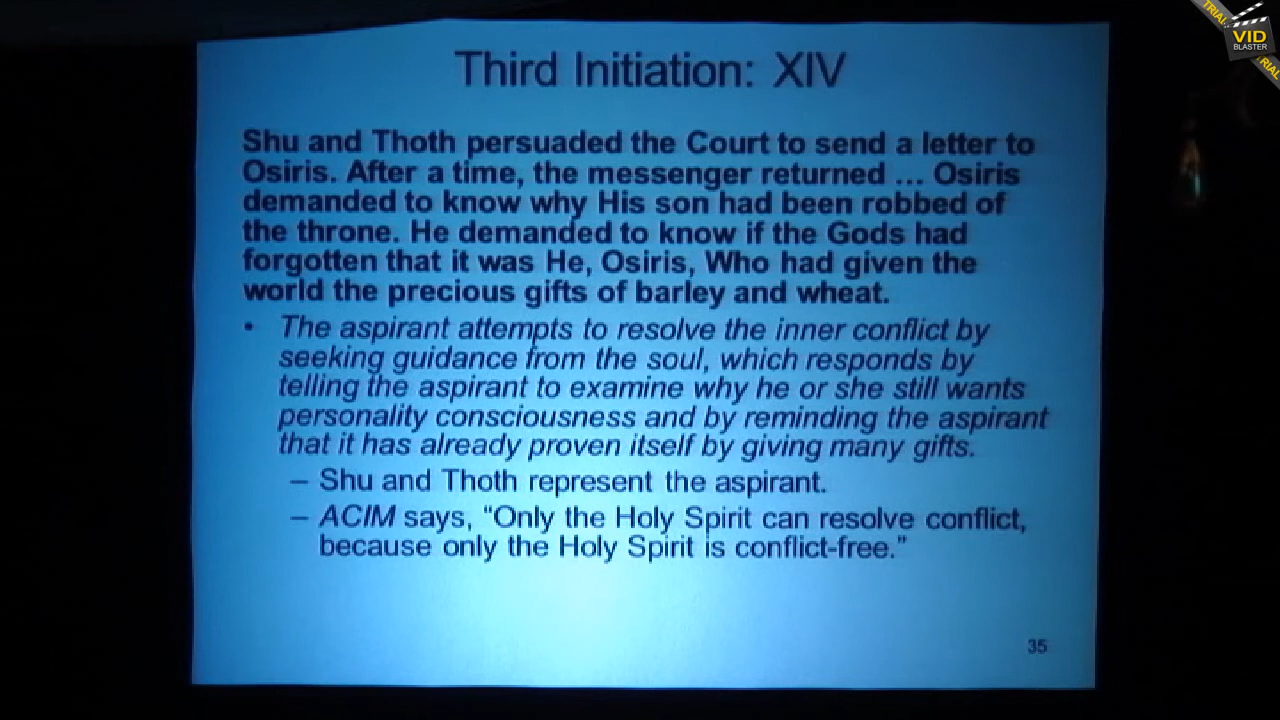 TRIAL
VID
BLASTER
TRIAL
Third Initiation: XIV
Shu and Thoth persuaded the Court to send a letter to
Osiris. After a time, the messenger returned ... Osiris
demanded to know why His son had been robbed of
the throne. He demanded to know if the Gods had
forgotten that it was He, Osiris, Who had given the
world the precious gifts of barley and wheat.
• The aspirant attempts to resolve the inner conflict by
seeking guidance from the soul, which responds by
telling the aspirant to examine why he or she still wants
personality consciousness and by reminding the aspirant
that it has already proven itself by giving many gifts.
– Shu and Thoth represent the aspirant.
– ACIM says, “Only the Holy Spirit can resolve conflict,
because only the Holy Spirit is conflict-free.”
35